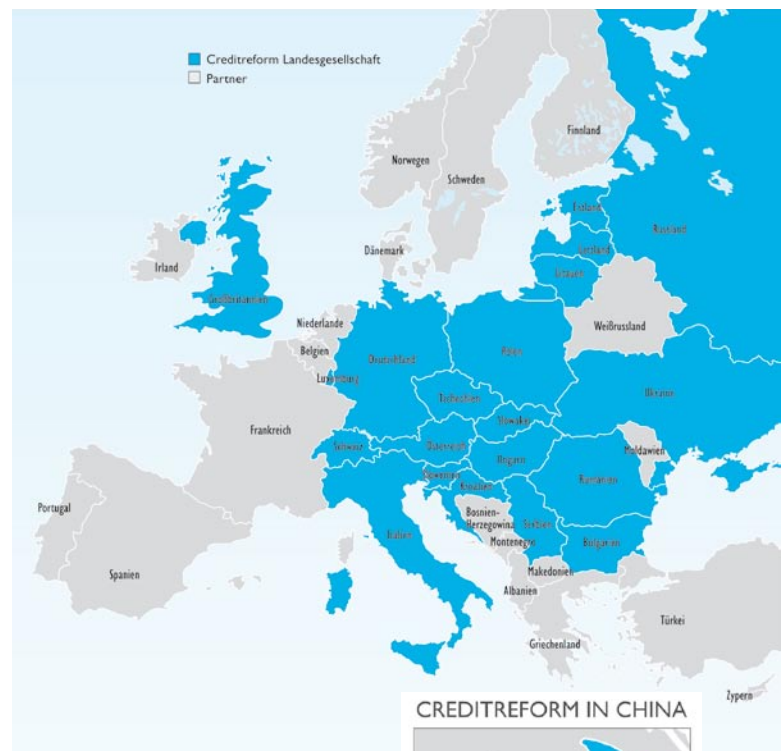 Creditreform Landesgesellschaft
Partner
Finnland
Norwegen
Schweden
Estland
Russland
Lettland
Dänemark
Irland
Litauen
Großbritannien
Weißrussland
Niederlande
Belgien
Deutschland
Polen
Luxemburg
Tschechien
Ukraine
Slowakei
Frankreich
Schweiz
Österreich
Ungarn
Moldawien
Slowenien
Kroatien
Rumänien
Bosnien-
Herzegowina
Serbien
Portugal
Italien
Montenegro
Bulgarien
Spanien
Makedonien
Albanien
Türkei
Griechenland
Zypern
CREDITREFORM IN CHINA